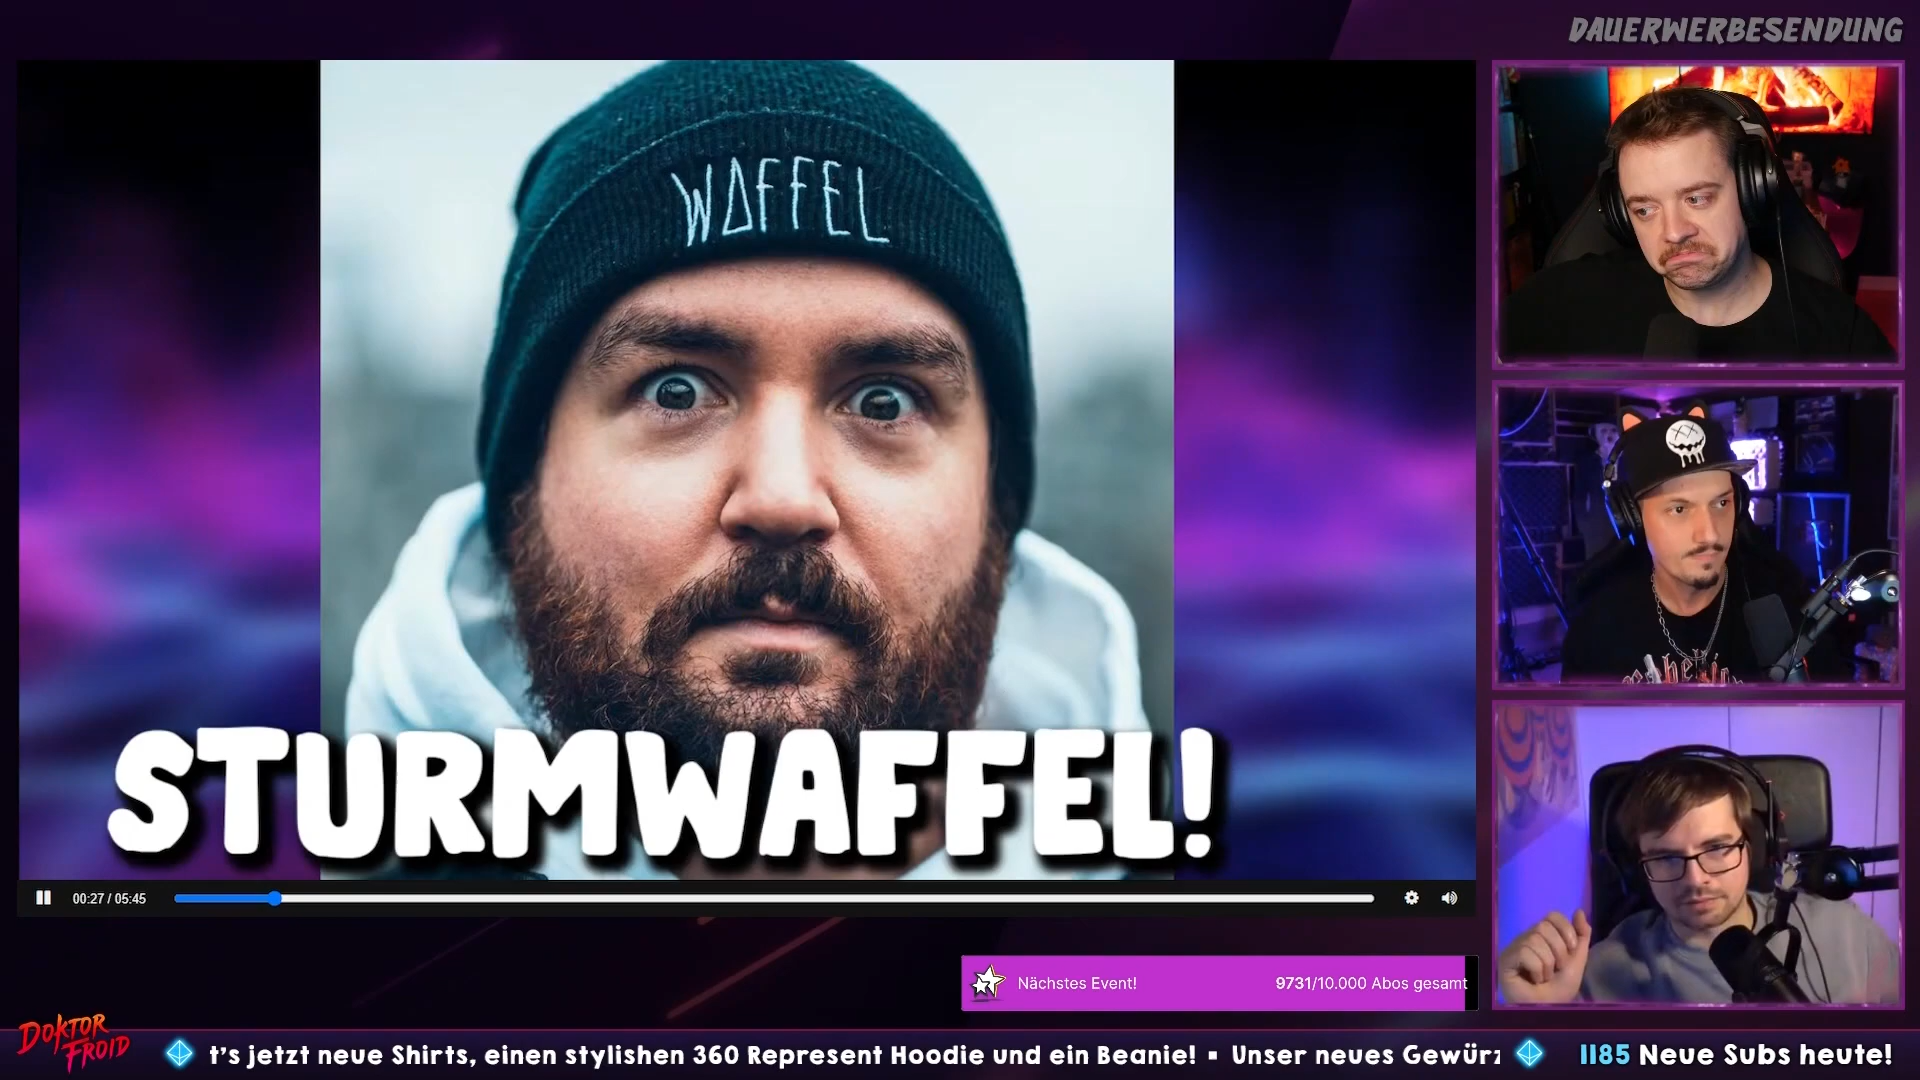 DAUERWERBESENDUNG
WAFFEL
STURMWAFFEL!
00:27 / 05:45
Nächstes Event! 9731/10.000 Abos gesamt
DOKTOR
FROID
t's jetzt neue Shirts, einen stylishen 360 Represent Hoodie und ein Beanie! ▪ Unser neues Gewürz
1185 Neue Subs heute!